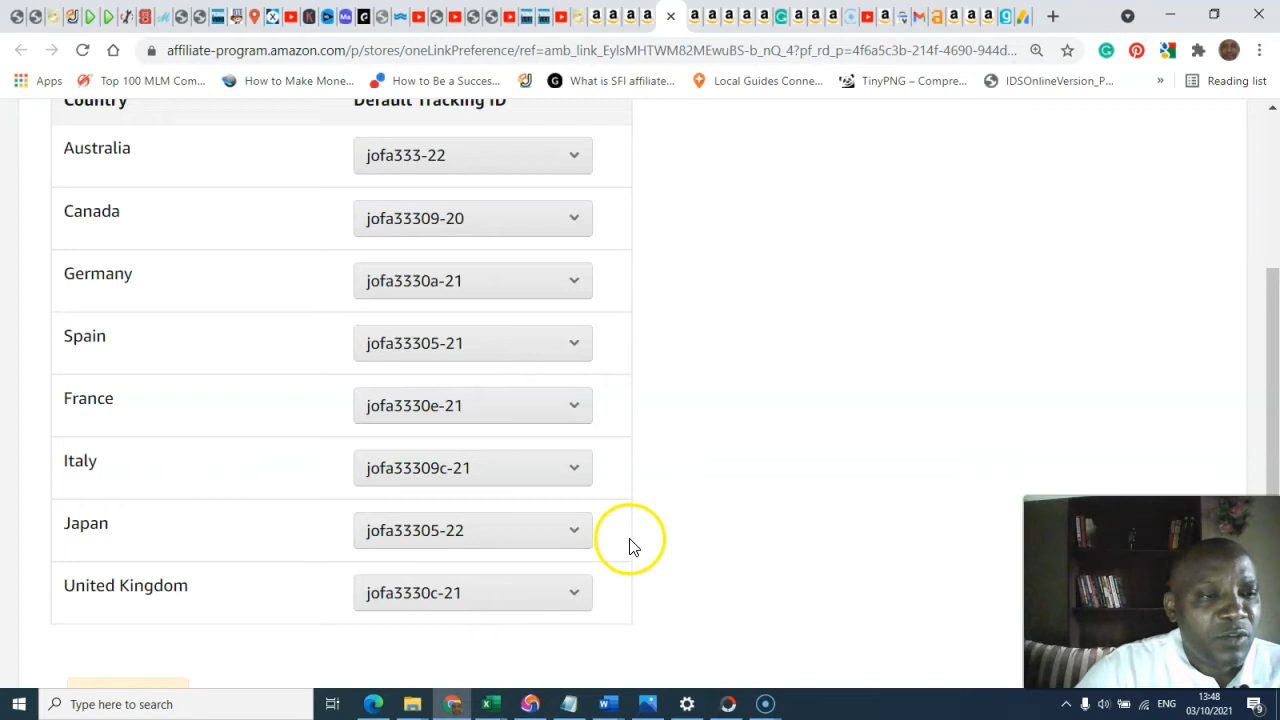 affiliate-program.amazon.com/p/stores/oneLink?reference/ref=amb_link_EylsMHTWM82MEwuBS-b_nQ_4?pf_rd_p=4f6a5c3b-214f-4690-944d...
Apps
Top 100 MLM Com...
How to Make Mone...
How to Be a Succes...
What is SFI affiliate...
Local Guides Conne...
TinyPNG – Compre...
IDSOnlineVersion_P...
»
Reading list
Country Default Tracking ID
Australia jofa333-22
Canada jofa33309-20
Germany jofa3330a-21
Spain jofa33305-21
France jofa3330e-21
Italy jofa33309c-21
Japan jofa33305-22
United Kingdom jofa3330c-21
Type here to search
ENG
13:48
03/10/2021